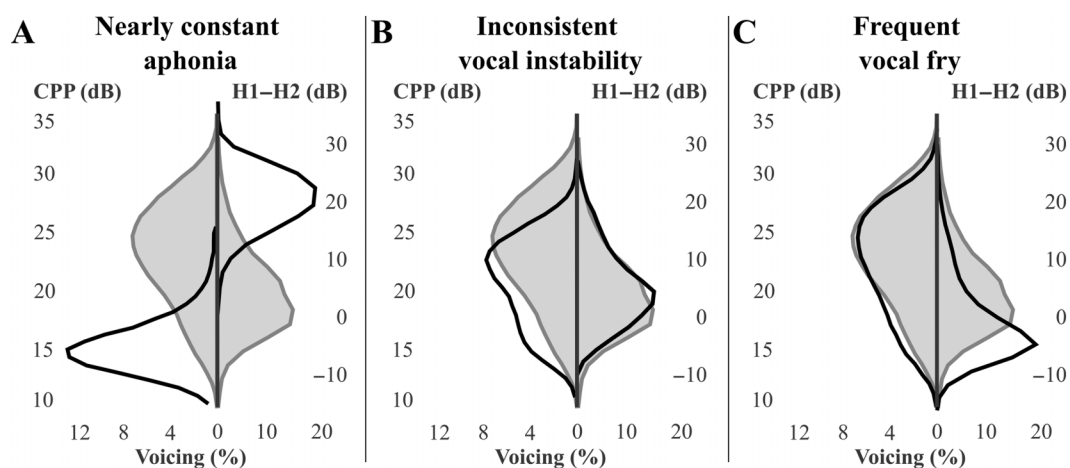 A
Nearly constant
aphonia
CPP (dB)
H1–H2 (dB)
35
30
25
20
15
10
30
20
10
0
–10
12 8 4 0 10 20
Voicing (%)
B
Inconsistent
vocal instability
CPP (dB)
H1–H2 (dB)
35
30
25
20
15
10
30
20
10
0
–10
12 8 4 0 10 20
Voicing (%)
C
Frequent
vocal fry
CPP (dB)
H1–H2 (dB)
35
30
25
20
15
10
30
20
10
0
–10
12 8 4 0 10 20
Voicing (%)